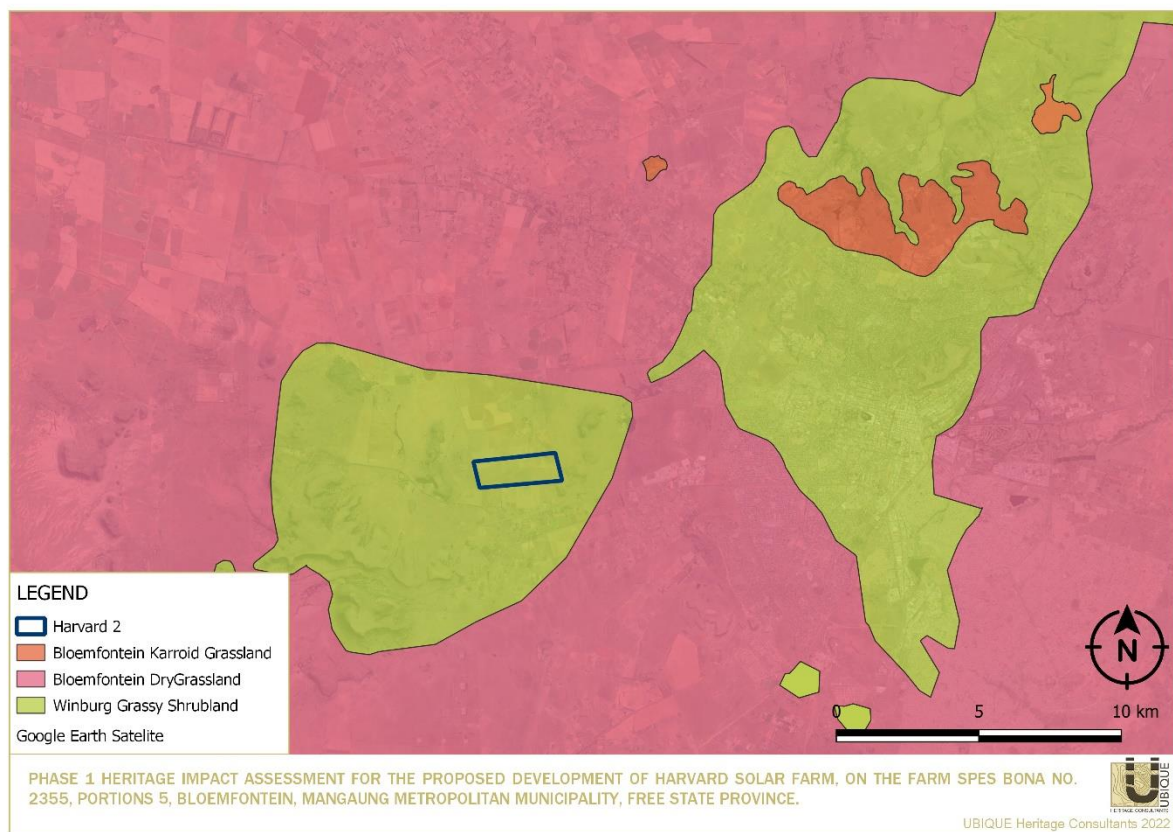 LEGEND
Harvard 2
Bloemfontein Karroid Grassland
Bloemfontein DryGrassland
Winburg Grassy Shrubland
Google Earth Satelite
N
0 5 10 km
PHASE 1 HERITAGE IMPACT ASSESSMENT FOR THE PROPOSED DEVELOPMENT OF HARVARD SOLAR FARM, ON THE FARM SPES BONA NO.
2355, PORTIONS 5, BLOEMFONTEIN, MANGAUNG METROPOLITAN MUNICIPALITY, FREE STATE PROVINCE.
UBIQUE
HERITAGE CONSULTANTS
UBIQUE Heritage Consultants 2022